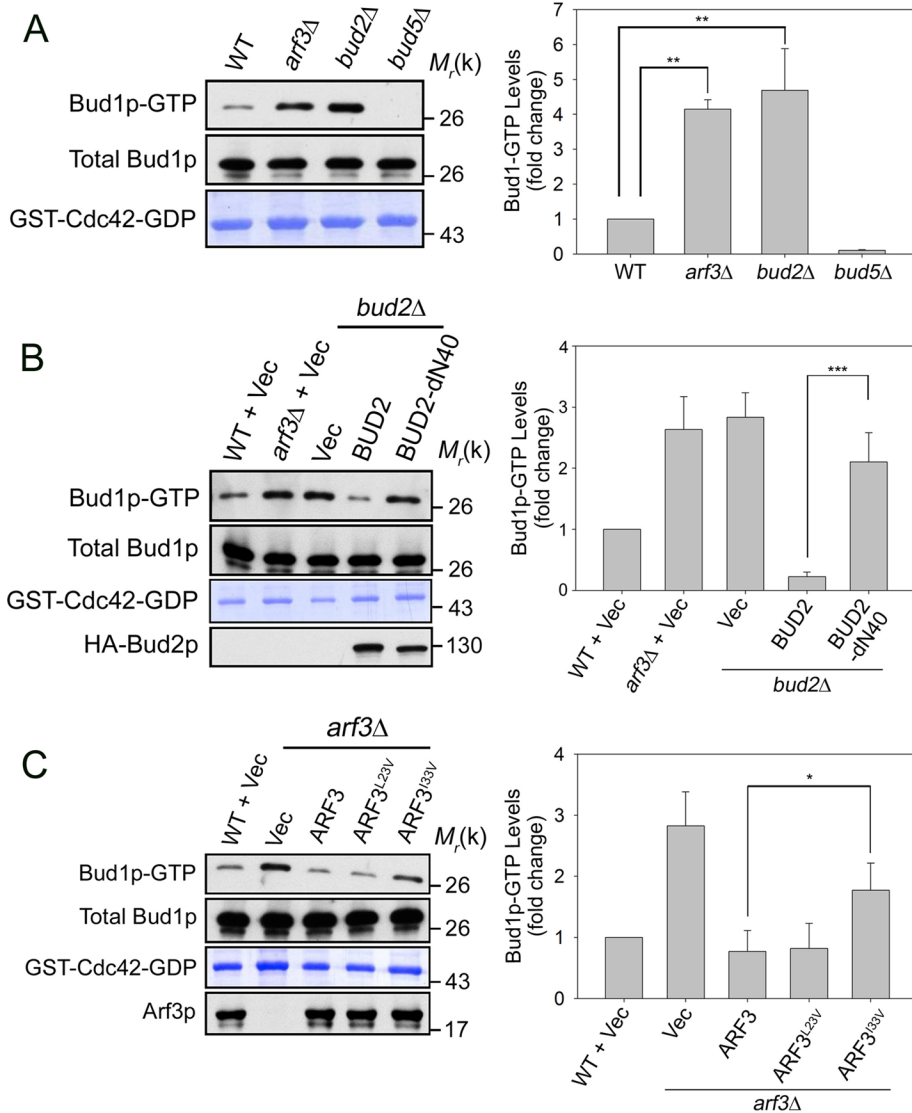 A
WT
arf3Δ
bud2Δ
bud5Δ
Mr(k)
Bud1p-GTP
26
Total Bud1p
26
GST-Cdc42-GDP
43
Bud1-GTP Levels
(fold change)
7
6
5
4
3
2
1
0
**
**
WT
arf3Δ
bud2Δ
bud5Δ
B
bud2Δ
WT + Vec
arf3Δ + Vec
Vec
BUD2
BUD2-dN40
Mr(k)
Bud1p-GTP
26
Total Bud1p
26
GST-Cdc42-GDP
43
HA-Bud2p
130
Bud1p-GTP Levels
(fold change)
4
3
2
1
0
***
WT + Vec
arf3Δ + Vec
Vec
BUD2
BUD2
-dN40
bud2Δ
C
arf3Δ
WT + Vec
Vec
ARF3
ARF3L23V
ARF3I33V
Mr(k)
Bud1p-GTP
26
Total Bud1p
26
GST-Cdc42-GDP
43
Arf3p
17
Bud1p-GTP Levels
(fold change)
4
3
2
1
0
*
WT + Vec
Vec
ARF3
ARF3L23V
ARF3I33V
arf3Δ